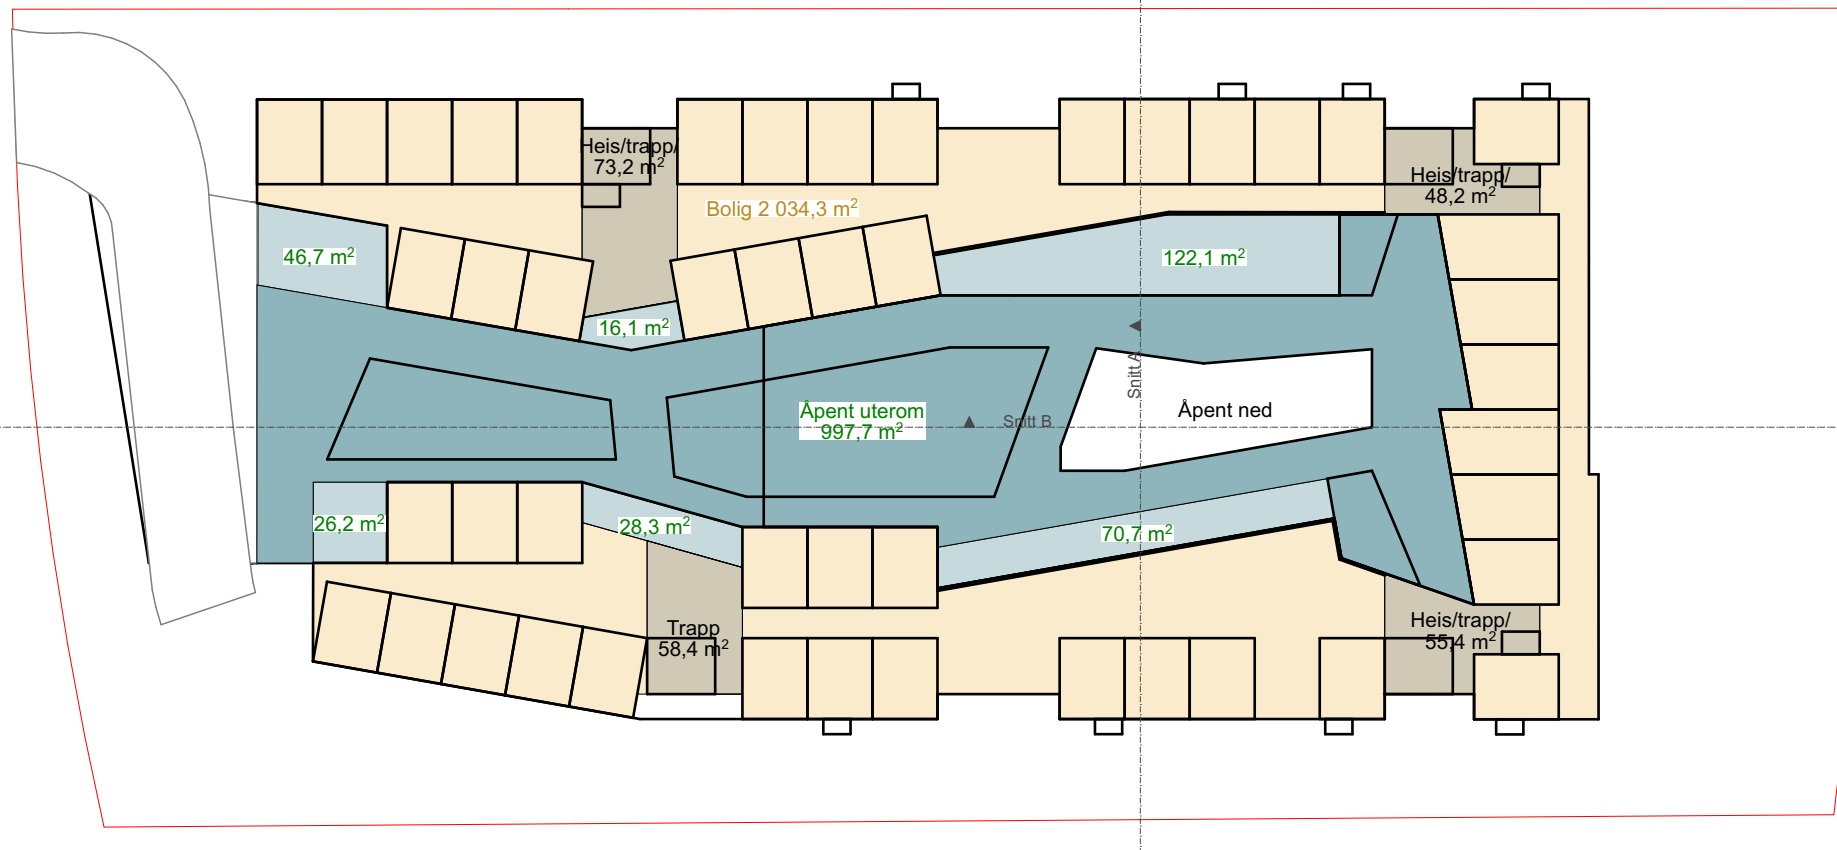 Heis/trapp/
73,2 m²
Heis/trapp/
48,2 m²
Bolig 2 034,3 m²
46,7 m²
122,1 m²
16,1 m²
Snitt A
Åpent uterom
997,7 m²
Snitt B
Åpent ned
26,2 m²
28,3 m²
70,7 m²
Trapp
58,4 m²
Heis/trapp/
55,4 m²